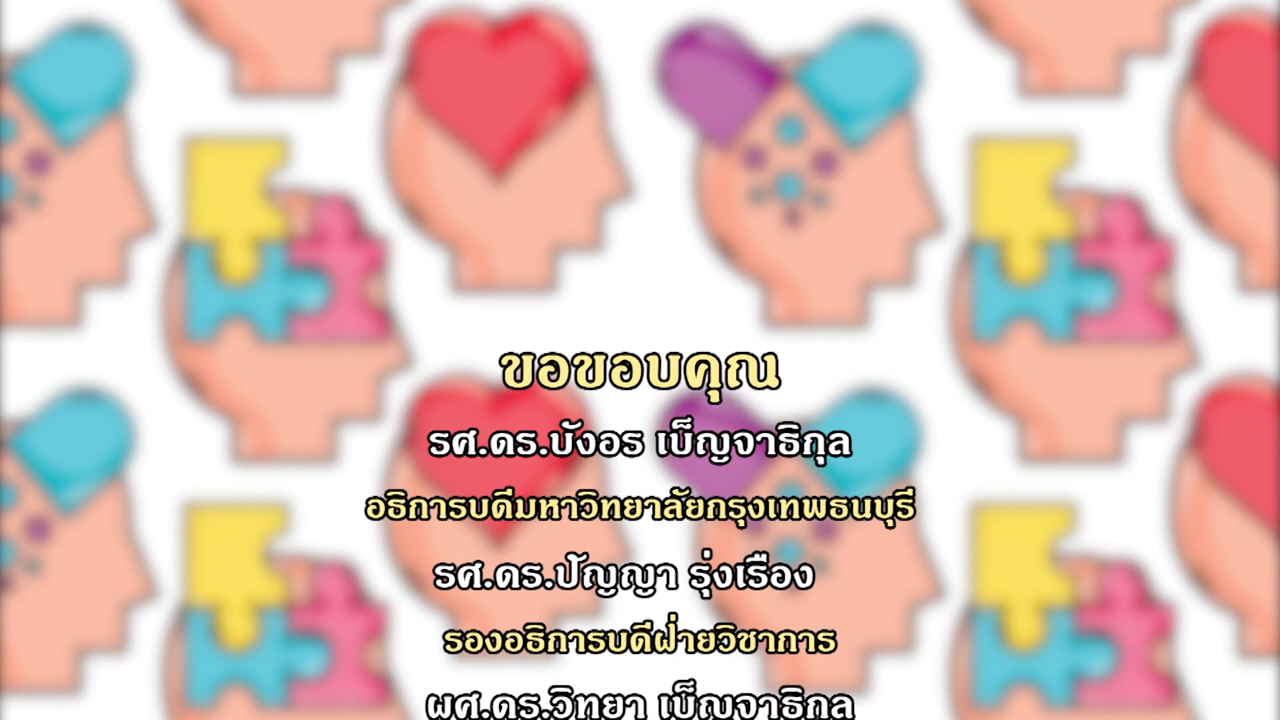 ขอขอบคุณ
รศ.ดร.บังอร เบ็ญจาธิกุล
อธิการบดีมหาวิทยาลัยกรุงเทพธนบุรี
รศ.ดร.ปัญญา รุ่งเรือง
รองอธิการบดีฝ่ายวิชาการ
ผศ.ดร.วิทยา เบ็ญจาธิกุล